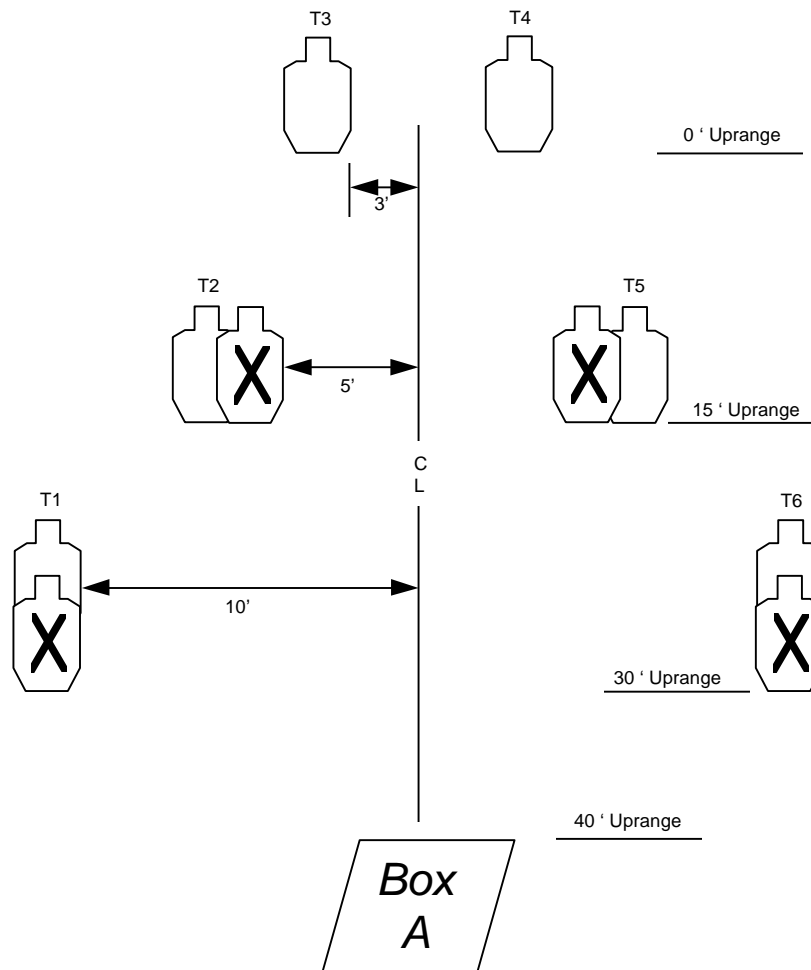 T3
T4
0 ' Uprange
3'
T2
T5
X
X
5'
15 ‘ Uprange
C
L
T1
T6
10'
X
X
30 ‘ Uprange
40 ‘ Uprange
Box
A